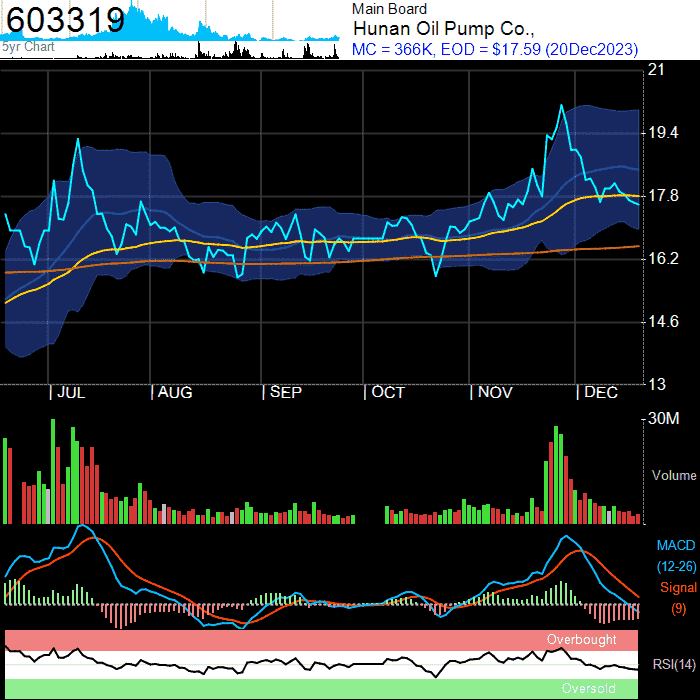 603319
5yr Chart
Main Board
Hunan Oil Pump Co.,
MC = 366K, EOD = $17.59 (20Dec2023)
21
19.4
17.8
16.2
14.6
13
| JUL | AUG | SEP | OCT | NOV | DEC
30M
Volume
MACD
(12-26)
Signal
(9)
Overbought
RSI(14)
Oversold